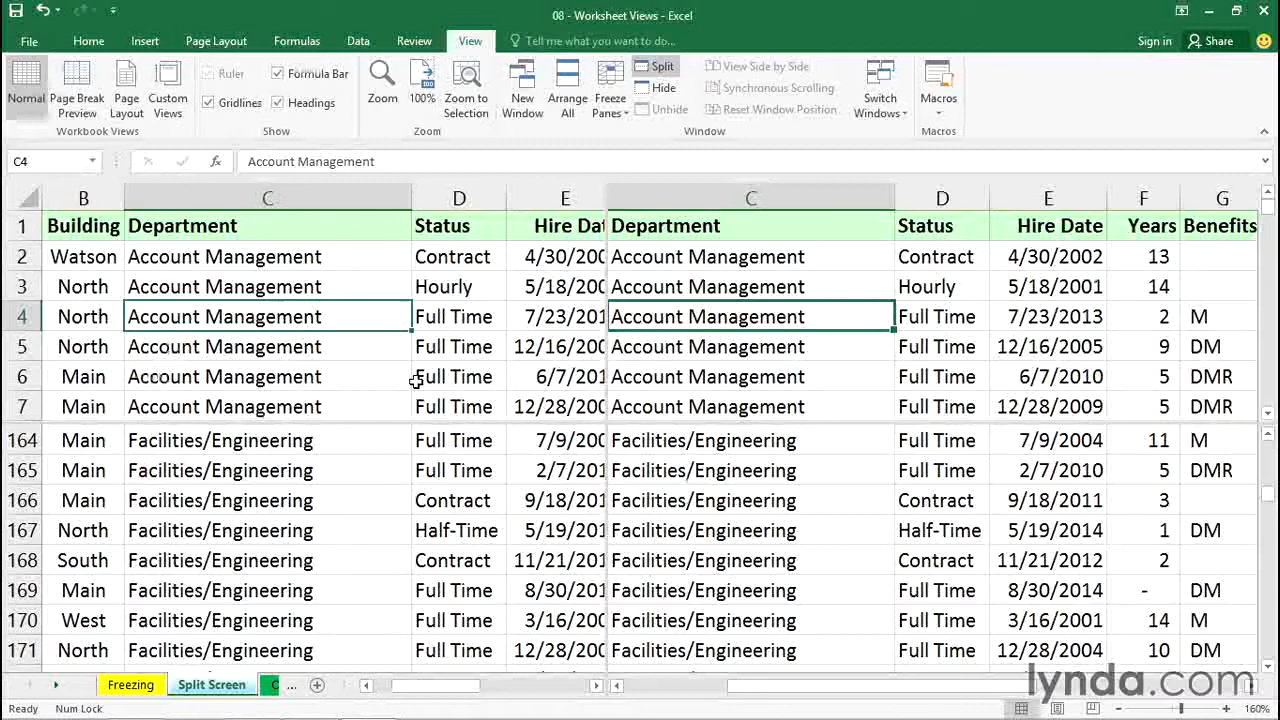 08 - Worksheet Views - Excel
File Home Insert Page Layout Formulas Data Review View Tell me what you want to do... Sign in Share
Normal Page Break Preview Page Layout Custom Views
Workbook Views
Ruler Formula Bar
Gridlines Headings
Show
Zoom 100% Zoom to Selection
Zoom
New Window Arrange All Freeze Panes
Split
Hide
Unhide
View Side by Side
Synchronous Scrolling
Reset Window Position
Switch Windows
Window
Macros
Macros
C4 fx Account Management
B C D E C D E F G
1 Building Department Status Hire Dat Department Status Hire Date Years Benefits
2 Watson Account Management Contract 4/30/200 Account Management Contract 4/30/2002 13
3 North Account Management Hourly 5/18/200 Account Management Hourly 5/18/2001 14
4 North Account Management Full Time 7/23/201 Account Management Full Time 7/23/2013 2 M
5 North Account Management Full Time 12/16/200 Account Management Full Time 12/16/2005 9 DM
6 Main Account Management Full Time 6/7/201 Account Management Full Time 6/7/2010 5 DMR
7 Main Account Management Full Time 12/28/200 Account Management Full Time 12/28/2009 5 DMR
164 Main Facilities/Engineering Full Time 7/9/200 Facilities/Engineering Full Time 7/9/2004 11 M
165 Main Facilities/Engineering Full Time 2/7/201 Facilities/Engineering Full Time 2/7/2010 5 DMR
166 Main Facilities/Engineering Contract 9/18/201 Facilities/Engineering Contract 9/18/2011 3
167 North Facilities/Engineering Half-Time 5/19/201 Facilities/Engineering Half-Time 5/19/2014 1 DM
168 South Facilities/Engineering Contract 11/21/201 Facilities/Engineering Contract 11/21/2012 2
169 Main Facilities/Engineering Full Time 8/30/201 Facilities/Engineering Full Time 8/30/2014 - DM
170 West Facilities/Engineering Full Time 3/16/200 Facilities/Engineering Full Time 3/16/2001 14 M
171 North Facilities/Engineering Full Time 12/28/200 Facilities/Engineering Full Time 12/28/2004 10 DM
Freezing Split Screen C ...
lynda.com
Ready Num Lock 160%